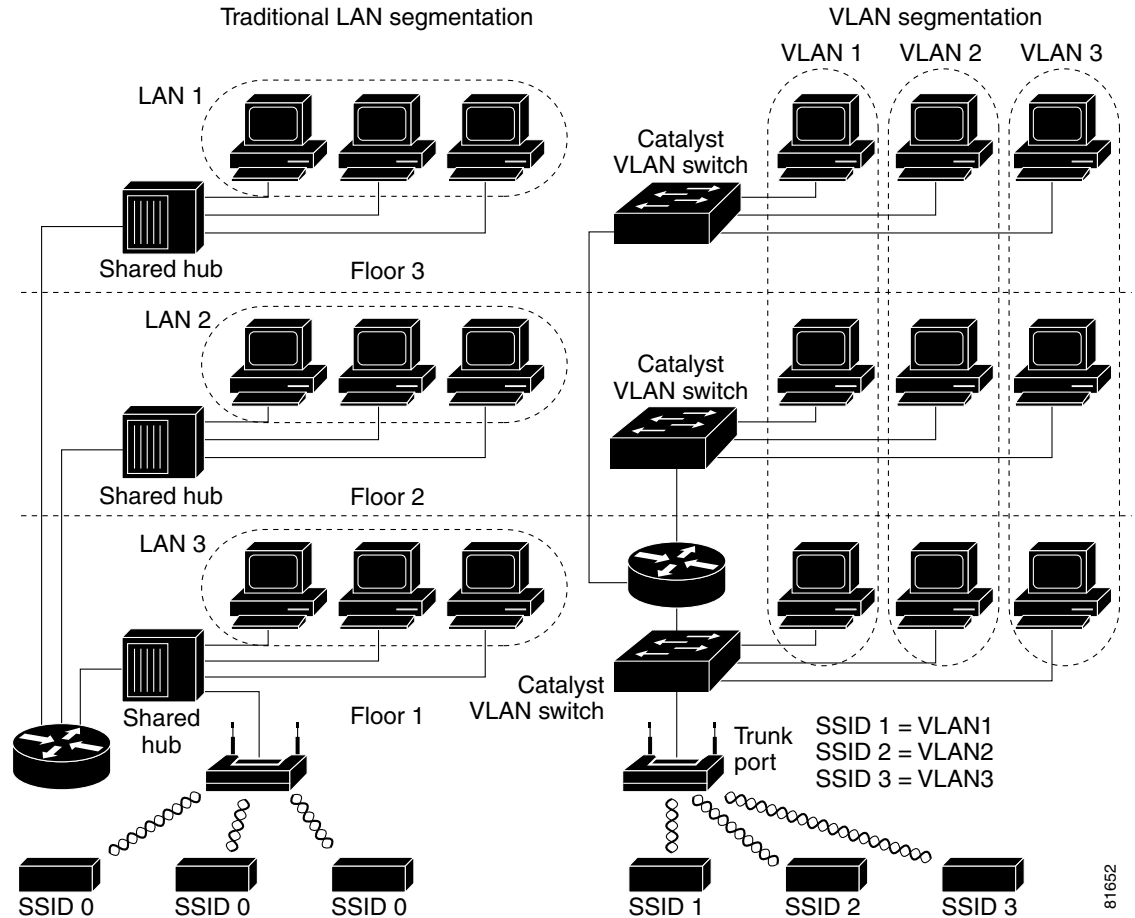 Traditional LAN segmentation
VLAN segmentation
VLAN 1
VLAN 2
VLAN 3
LAN 1
Catalyst
VLAN switch
Shared hub
Floor 3
LAN 2
Catalyst
VLAN switch
Shared hub
Floor 2
LAN 3
Catalyst
VLAN switch
Shared
hub
Floor 1
Trunk
port
SSID 1 = VLAN1
SSID 2 = VLAN2
SSID 3 = VLAN3
SSID 0
SSID 0
SSID 0
SSID 1
SSID 2
SSID 3
81652